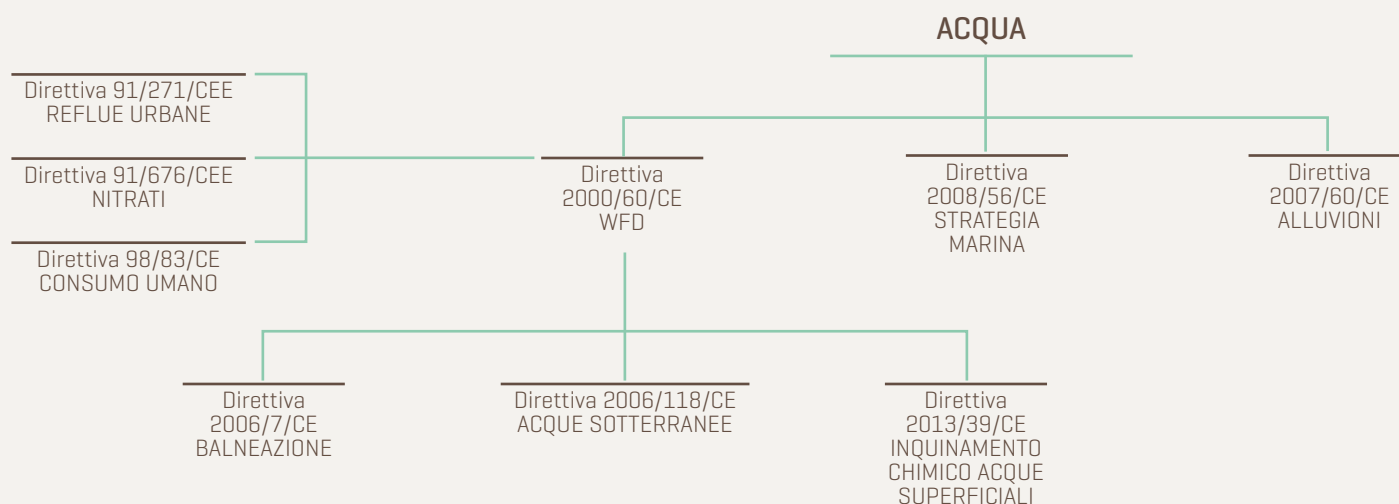 ACQUA
Direttiva 91/271/CEE
REFLUE URBANE
Direttiva 91/676/CEE
NITRATI
Direttiva 98/83/CE
CONSUMO UMANO
Direttiva
2000/60/CE
WFD
Direttiva
2008/56/CE
STRATEGIA
MARINA
Direttiva
2007/60/CE
ALLUVIONI
Direttiva
2006/7/CE
BALNEAZIONE
Direttiva 2006/118/CE
ACQUE SOTTERRANEE
Direttiva
2013/39/CE
INQUINAMENTO
CHIMICO ACQUE
SUPERFICIALI